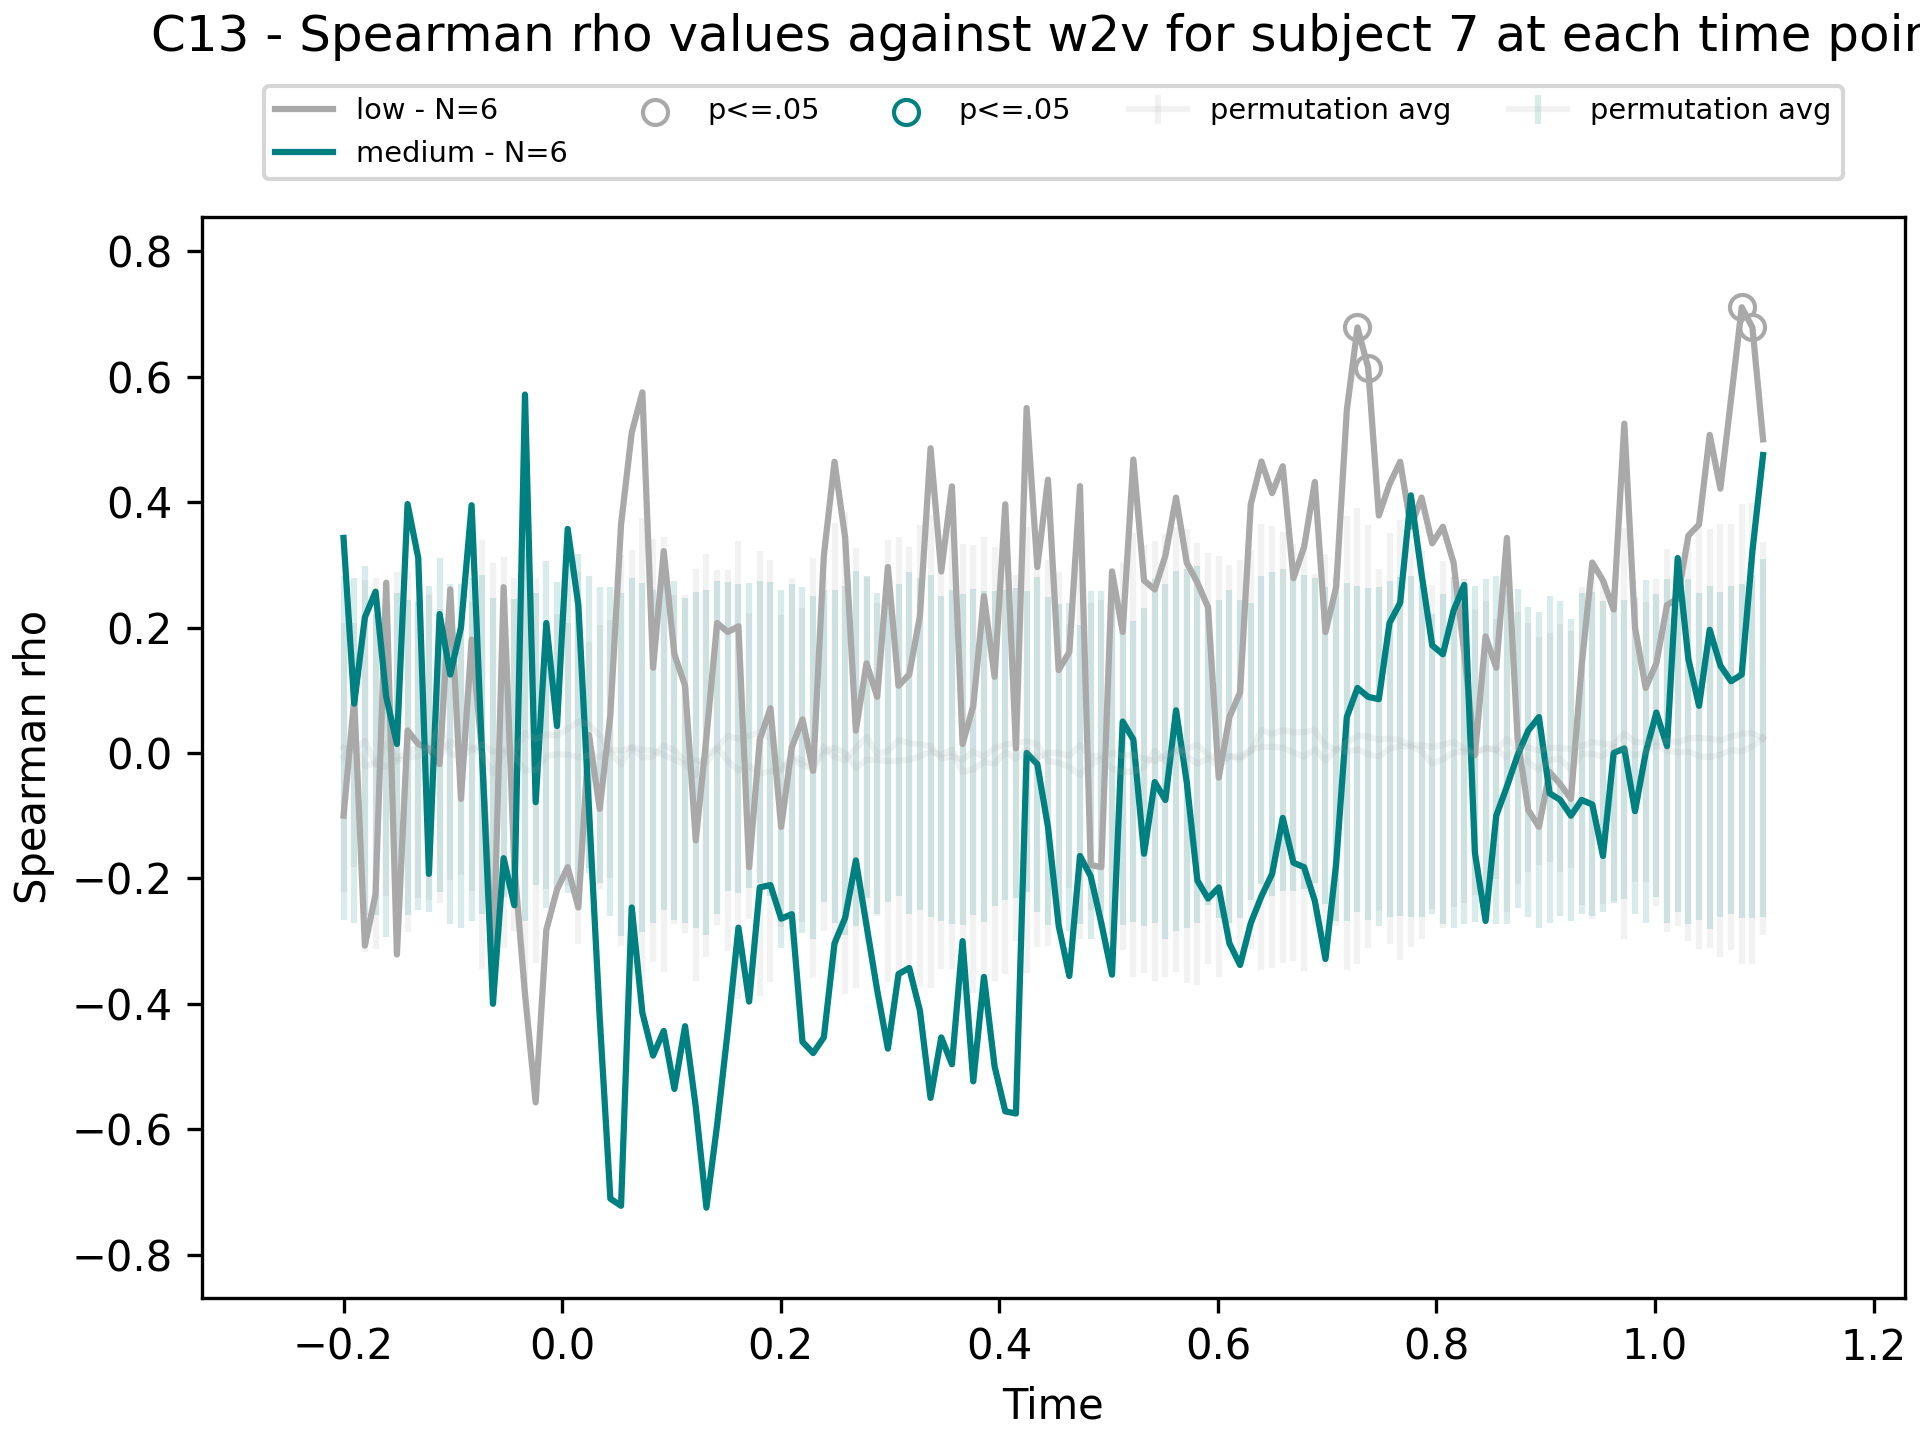 C13 - Spearman rho values against w2v for subject 7 at each time poin
low - N=6
medium - N=6
p<=.05
p<=.05
permutation avg
permutation avg
Spearman rho
0.8
0.6
0.4
0.2
0.0
−0.2
−0.4
−0.6
−0.8
−0.2
0.0
0.2
0.4
0.6
0.8
1.0
1.2
Time